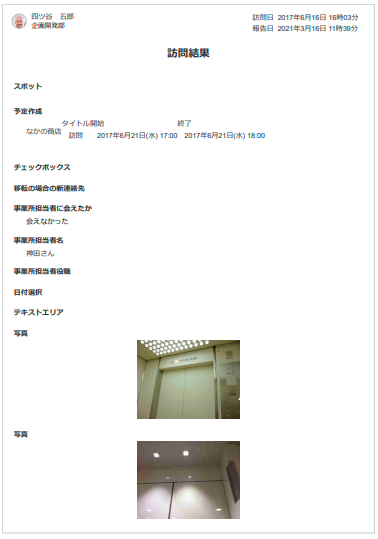 四ツ谷 五郎
企画開発部
訪問日 2017年6月16日 16時03分
報告日 2021年3月16日 11時39分
訪問結果
スポット
予定作成
タイトル開始 終了
なかの商店
訪問 2017年6月21日(水) 17:00 2017年6月21日(水) 18:00
チェックボックス
移転の場合の新連絡先
事業所担当者に会えたか
会えなかった
事業所担当者名
神田さん
事業所担当者役職
日付選択
テキストエリア
写真
写真